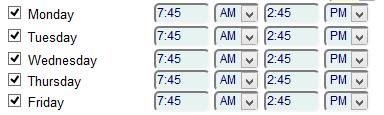 Monday 7:45 AM 2:45 PM
Tuesday 7:45 AM 2:45 PM
Wednesday 7:45 AM 2:45 PM
Thursday 7:45 AM 2:45 PM
Friday 7:45 AM 2:45 PM